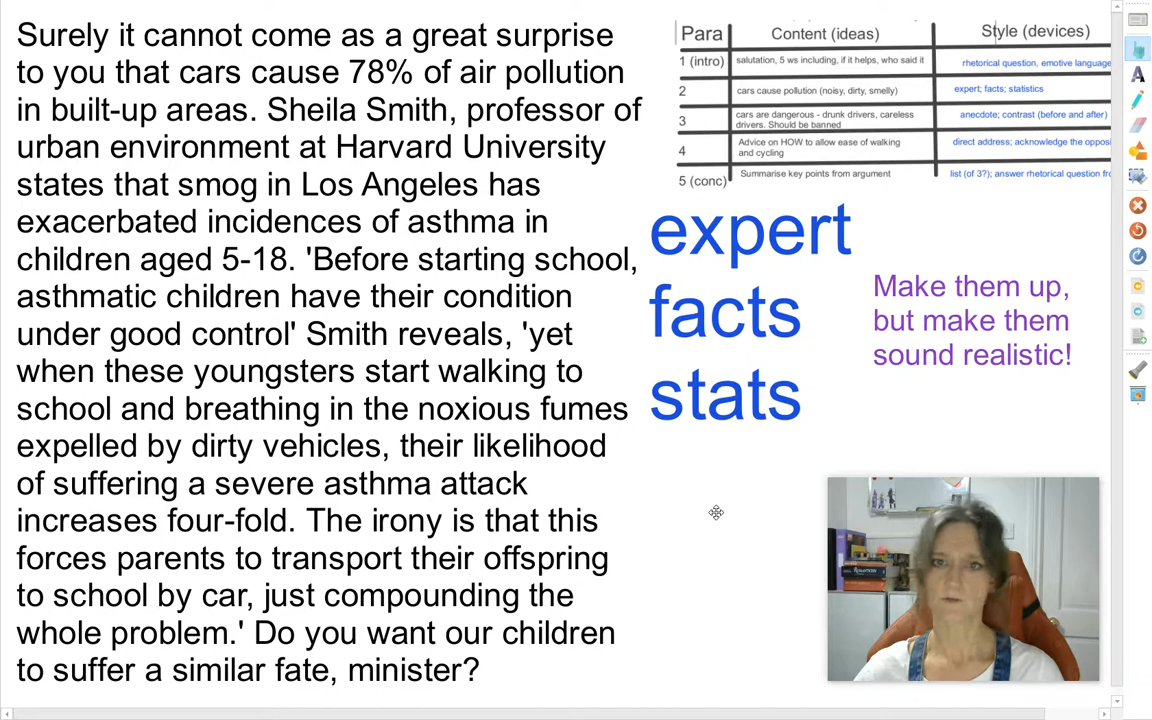 Surely it cannot come as a great surprise
to you that cars cause 78% of air pollution
in built-up areas. Sheila Smith, professor of
urban environment at Harvard University
states that smog in Los Angeles has
exacerbated incidences of asthma in
children aged 5-18. 'Before starting school,
asthmatic children have their condition
under good control' Smith reveals, 'yet
when these youngsters start walking to
school and breathing in the noxious fumes
expelled by dirty vehicles, their likelihood
of suffering a severe asthma attack
increases four-fold. The irony is that this
forces parents to transport their offspring
to school by car, just compounding the
whole problem.' Do you want our children
to suffer a similar fate, minister?
Para Content (ideas) Style (devices)
1 (intro) salutation, 5 ws including, if it helps, who said it rhetorical question, emotive language
2 cars cause pollution (noisy, dirty, smelly) expert; facts; statistics
3 cars are dangerous - drunk drivers, careless drivers. Should be banned anecdote; contrast (before and after)
4 Advice on HOW to allow ease of walking and cycling direct address; acknowledge the oppos
5 (conc) Summarise key points from argument list (of 3?); answer rhetorical question fro
expert
facts
stats
Make them up,
but make them
sound realistic!